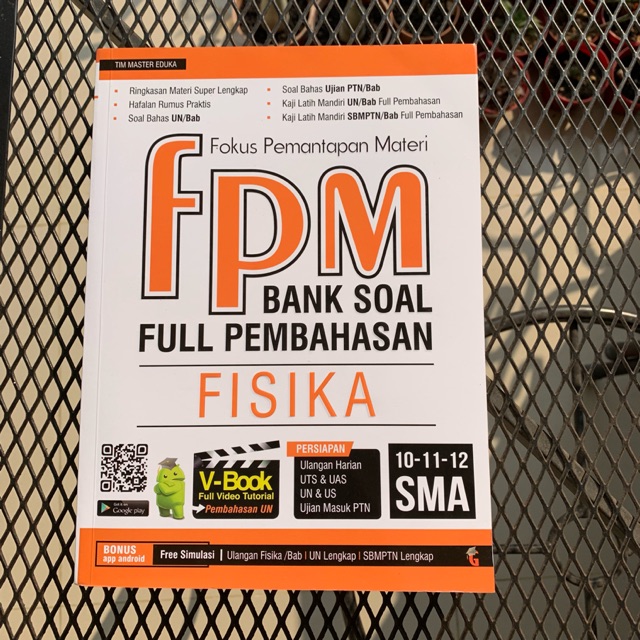 TIM MASTER EDUKA
Ringkasan Materi Super Lengkap
Hafalan Rumus Praktis
Soal Bahas UN/Bab
Soal Bahas Ujian PTN/Bab
Kaji Latih Mandiri UN/Bab Full Pembahasan
Kaji Latih Mandiri SBMPTN/Bab Full Pembahasan
Fokus Pemantapan Materi
fpm
BANK SOAL
FULL PEMBAHASAN
FISIKA
Google play
V-Book
Full Video Tutorial
Pembahasan UN
PERSIAPAN
Ulangan Harian
UTS & UAS
UN & US
Ujian Masuk PTN
10-11-12
SMA
BONUS
app android
Free Simulasi | Ulangan Fisika /Bab | UN Lengkap | SBMPTN Lengkap